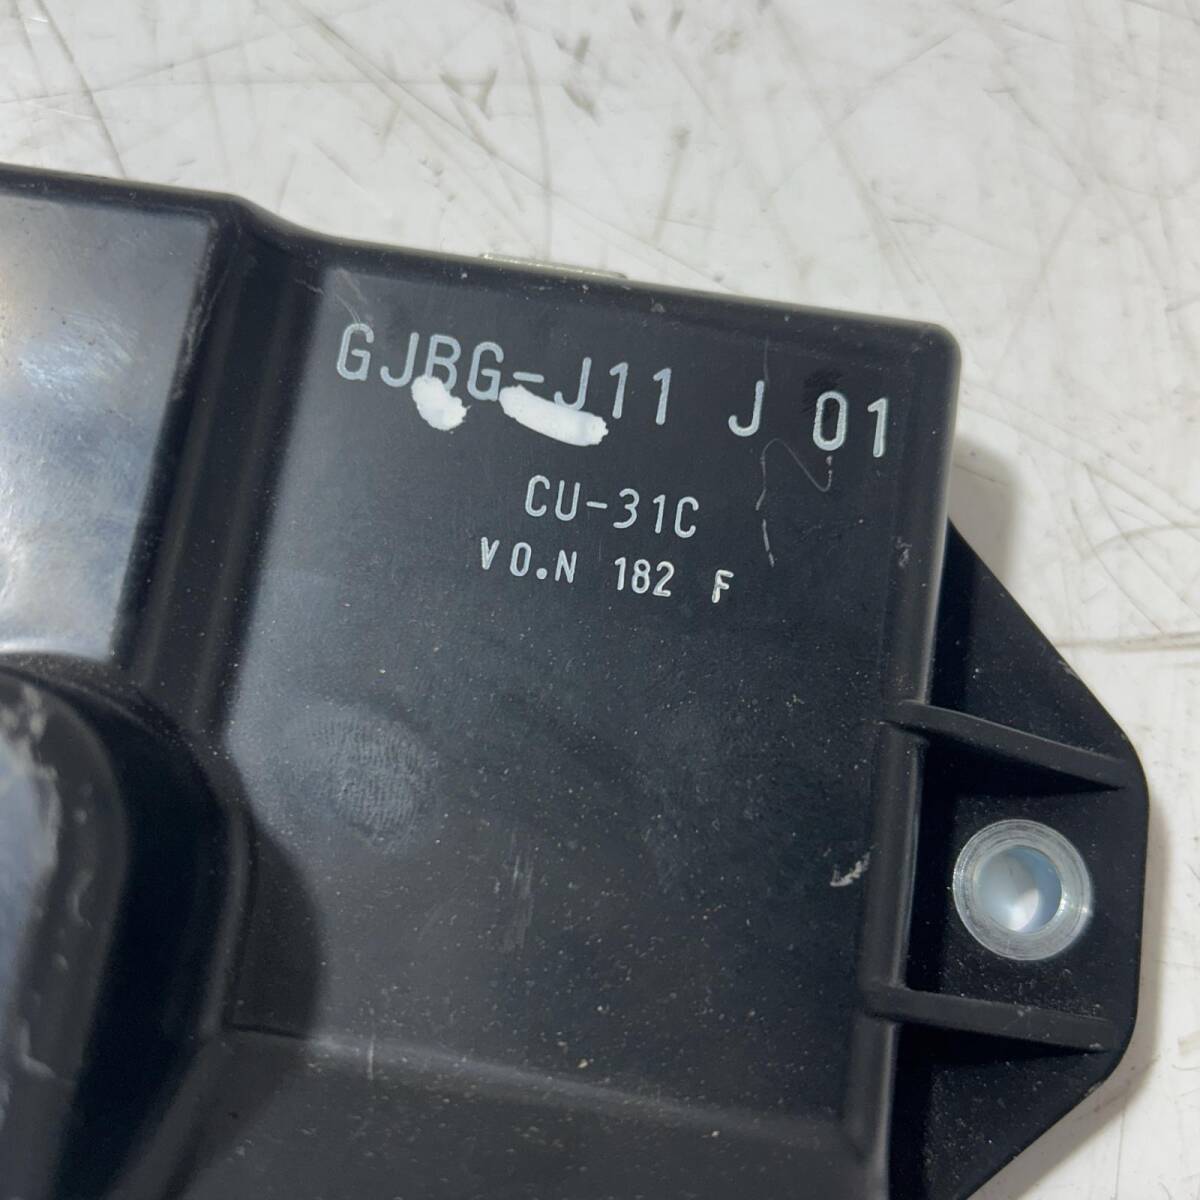 GJBG-J11 J 01
CU-31C
V0.N 182 F